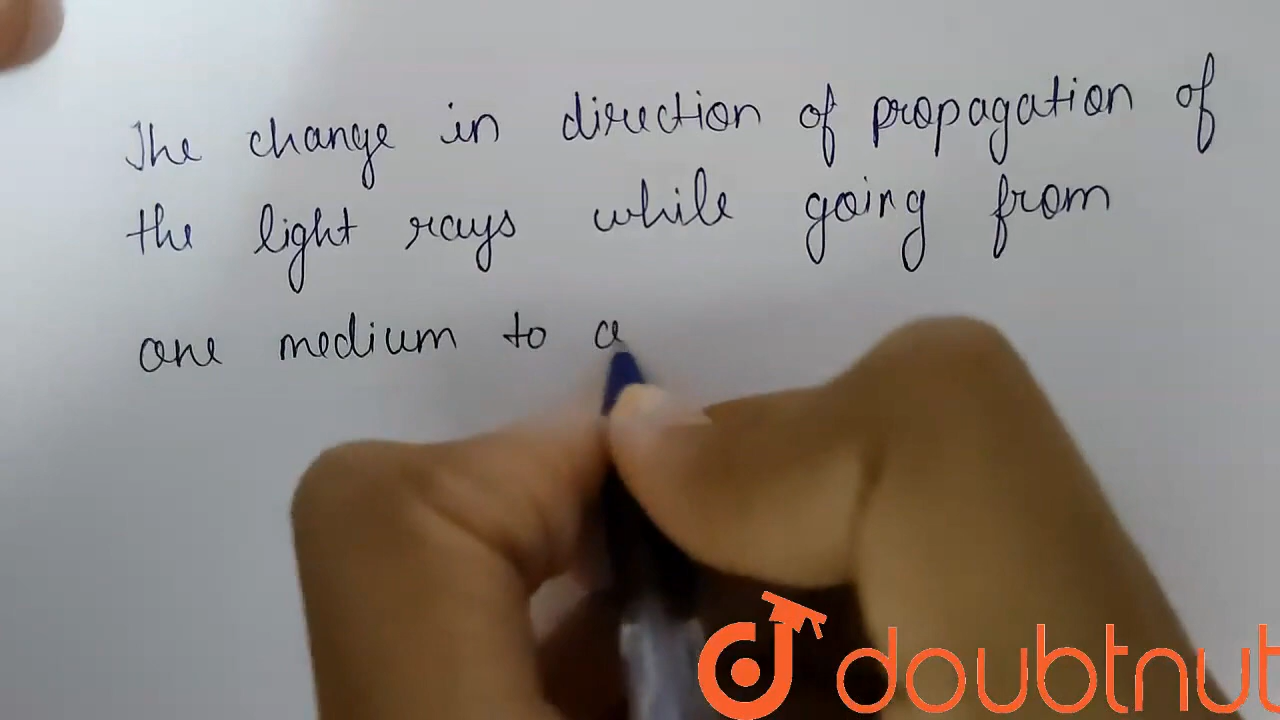 The change in direction of propagation of
the light rays while going from
one medium to a
doubtnut